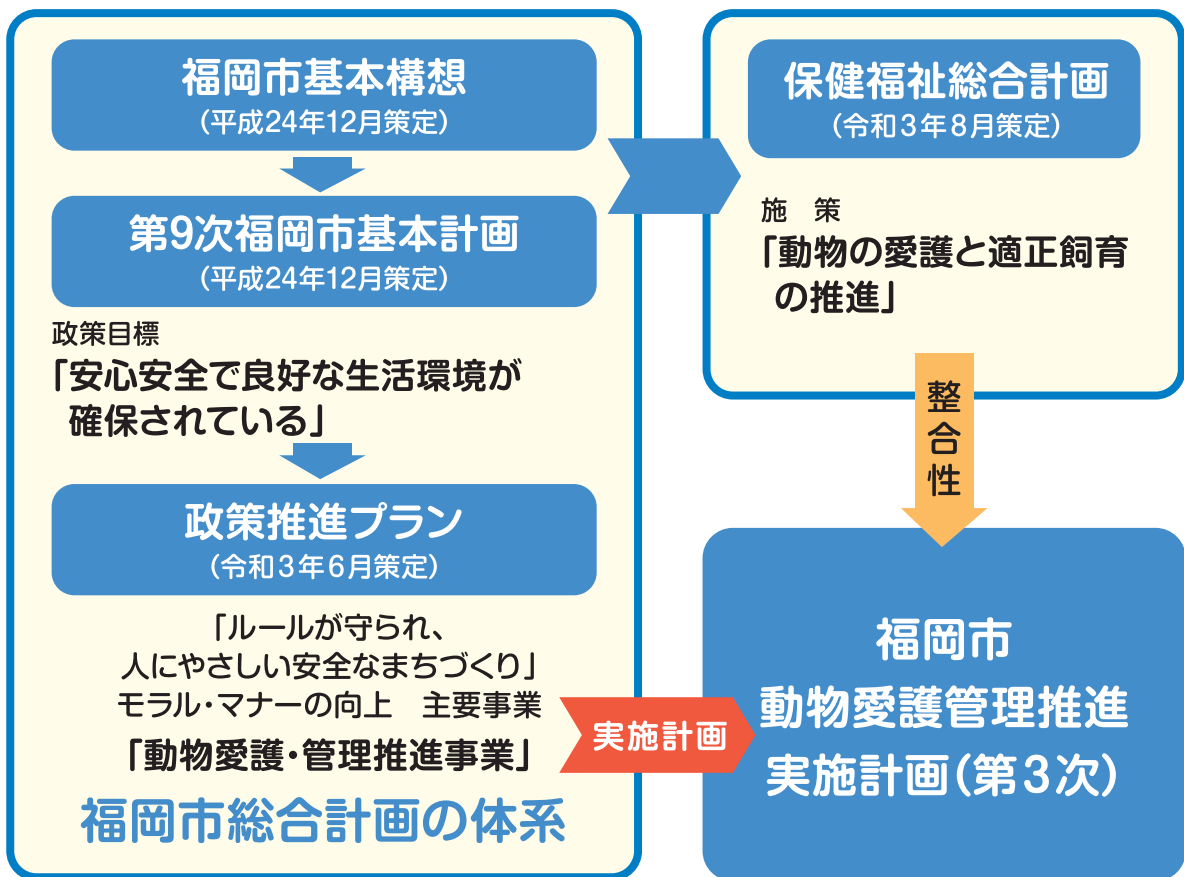 福岡市基本構想
（平成24年12月策定）
第9次福岡市基本計画
（平成24年12月策定）
政策目標
「安心安全で良好な生活環境が
確保されている」
政策推進プラン
（令和３年６月策定）
「ルールが守られ、
人にやさしい安全なまちづくり」
モラル・マナーの向上　主要事業
「動物愛護・管理推進事業」
福岡市総合計画の体系
保健福祉総合計画
（令和３年８月策定）
施　策
「動物の愛護と適正飼育
の推進」
整合性
実施計画
福岡市
動物愛護管理推進
実施計画（第３次）